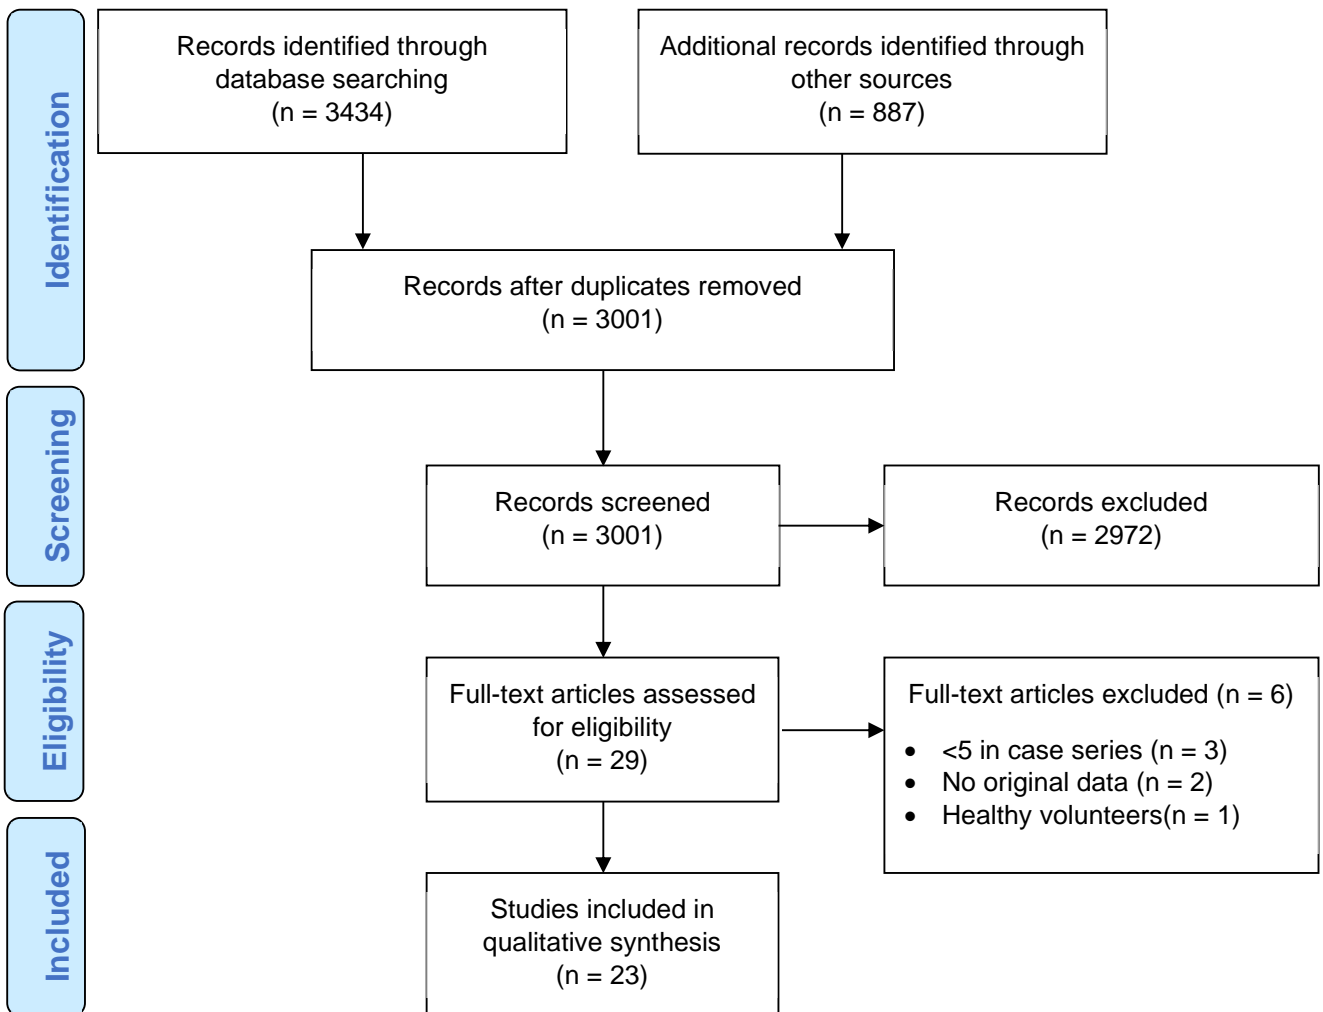 Identification
Records identified through
database searching
(n = 3434)
Additional records identified through
other sources
(n = 887)
Records after duplicates removed
(n = 3001)
Screening
Records screened
(n = 3001)
Records excluded
(n = 2972)
Eligibility
Full-text articles assessed
for eligibility
(n = 29)
Full-text articles excluded (n = 6)
• <5 in case series (n = 3)
• No original data (n = 2)
• Healthy volunteers(n = 1)
Included
Studies included in
qualitative synthesis
(n = 23)